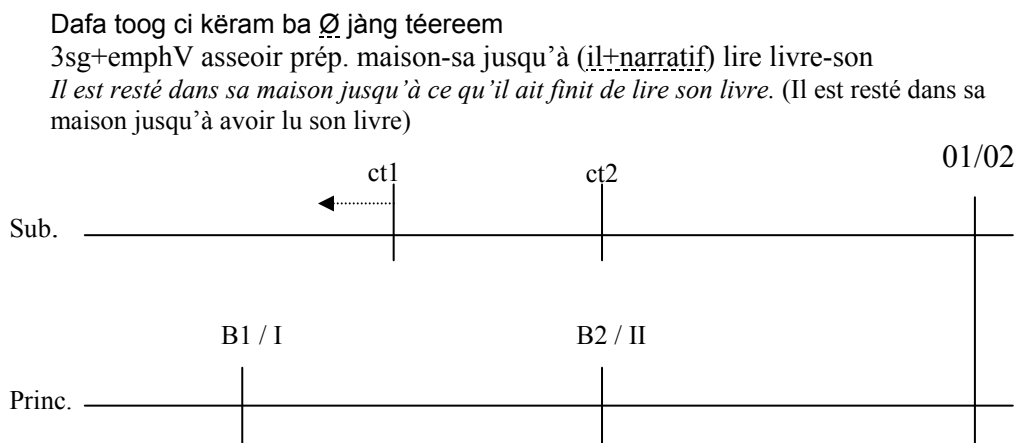 Dafa toog ci këram ba Ø jàng téereem
3sg+emphV asseoir prép. maison-sa jusqu’à (il+narratif) lire livre-son
Il est resté dans sa maison jusqu’à ce qu’il ait finit de lire son livre. (Il est resté dans sa
maison jusqu’à avoir lu son livre)
01/02
ct1 ct2
Sub.
B1 / I B2 / II
Princ.